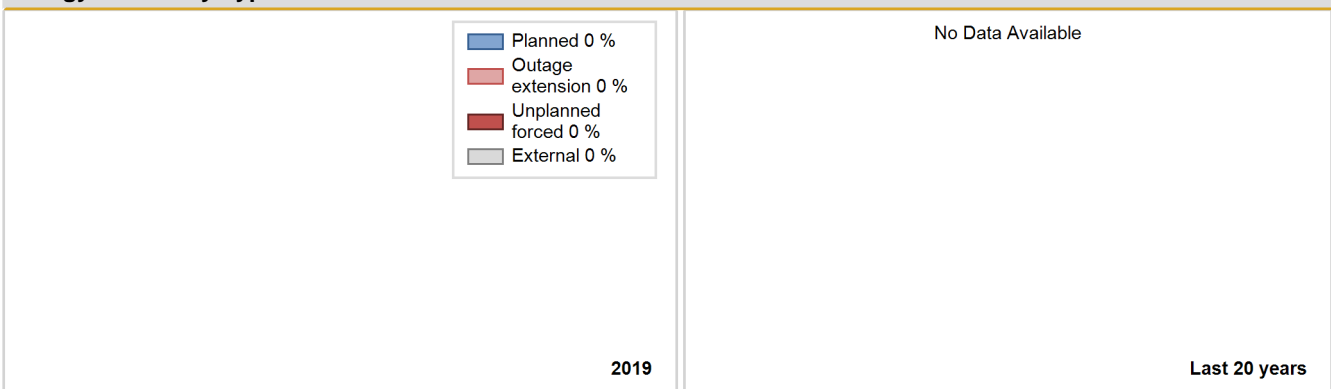 Planned 0 %
Outage
extension 0 %
Unplanned
forced 0 %
External 0 %
2019
No Data Available
Last 20 years